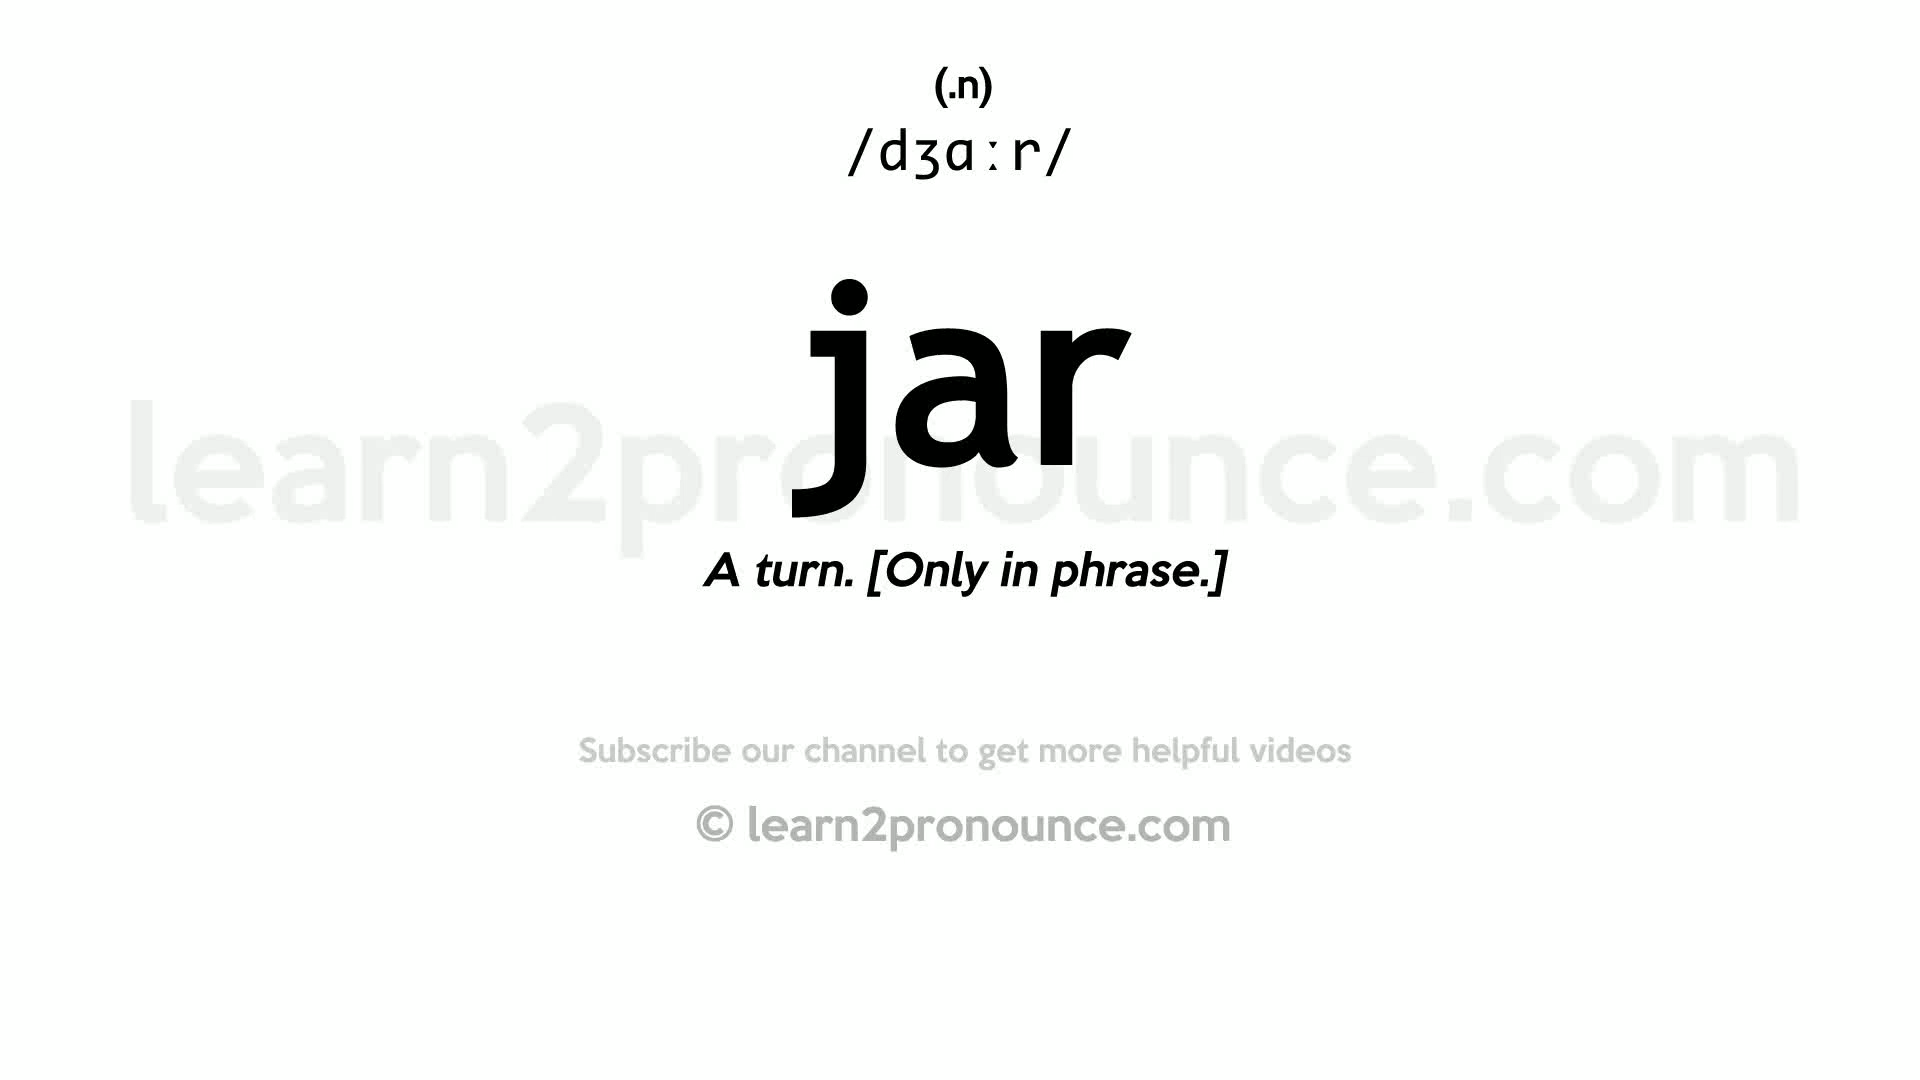 (.n)
/dʒɑːr/
jar
learn2pronounce.com
A turn. [Only in phrase.]
Subscribe our channel to get more helpful videos
© learn2pronounce.com